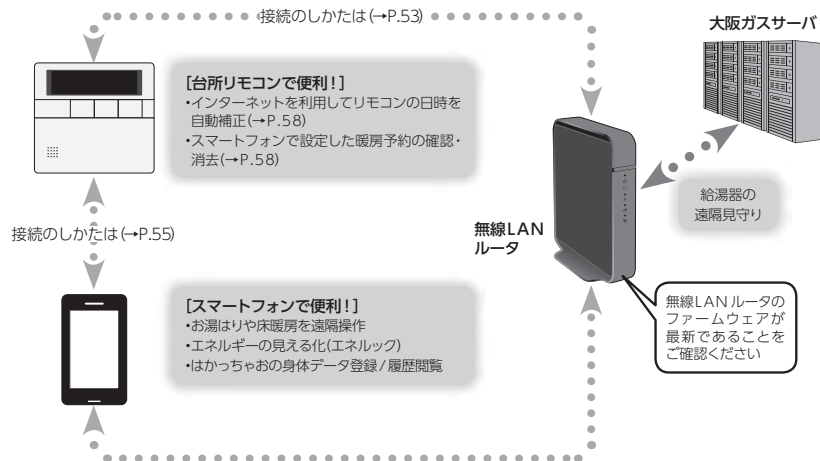 接続のしかたは(→P.53)
大阪ガスサーバ
[台所リモコンで便利！]
・インターネットを利用してリモコンの日時を
自動補正(→P.58)
・スマートフォンで設定した暖房予約の確認・
消去(→P.58)
給湯器の
遠隔見守り
無線LAN
ルータ
接続のしかたは(→P.55)
[スマートフォンで便利！]
・お湯はりや床暖房を遠隔操作
・エネルギーの見える化(エネルック)
・はかっちゃおの身体データ登録/履歴閲覧
無線LANルータの
ファームウェアが
最新であることを
ご確認ください